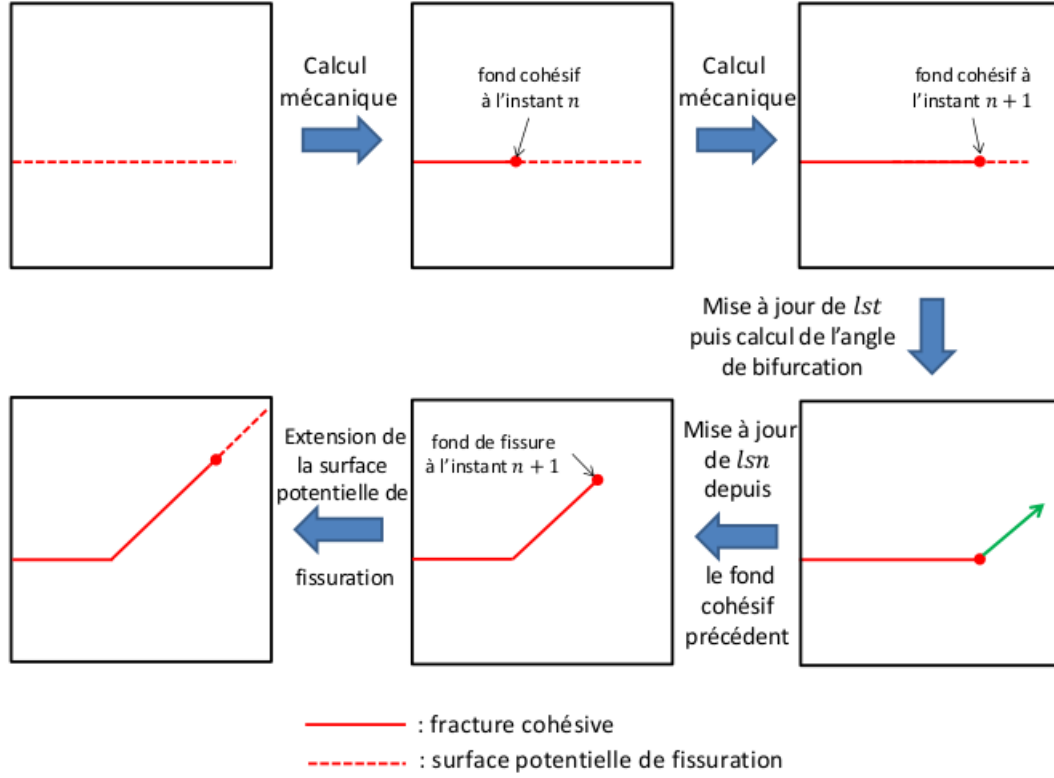 Calcul
mécanique
fond cohésif
à l'instant n
Calcul
mécanique
fond cohésif à
l'instant n + 1
Mise à jour de lst
puis calcul de l'angle
de bifurcation
Extension de
la surface
potentielle de
fissuration
fond de fissure
à l'instant n + 1
Mise à jour
de lsn
depuis
le fond
cohésif
précédent
: fracture cohésive
: surface potentielle de fissuration